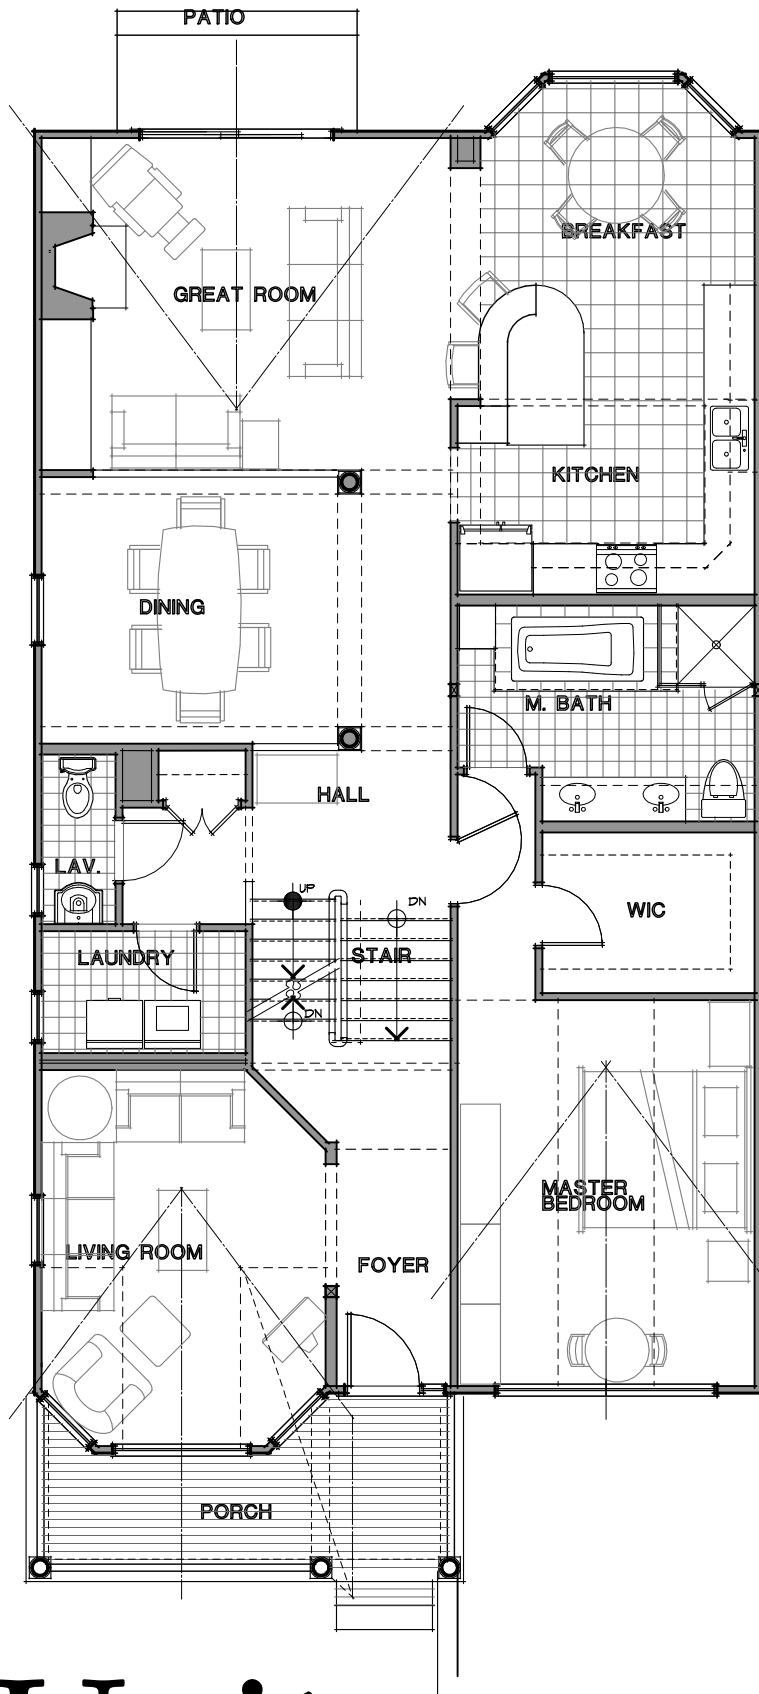 PATIO
BREAKFAST
GREAT ROOM
KITCHEN
DINING
M. BATH
HALL
LAV.
UP
DN
WIC
STAIR
LAUNDRY
DN
MASTER
BEDROOM
LIVING ROOM
FOYER
PORCH